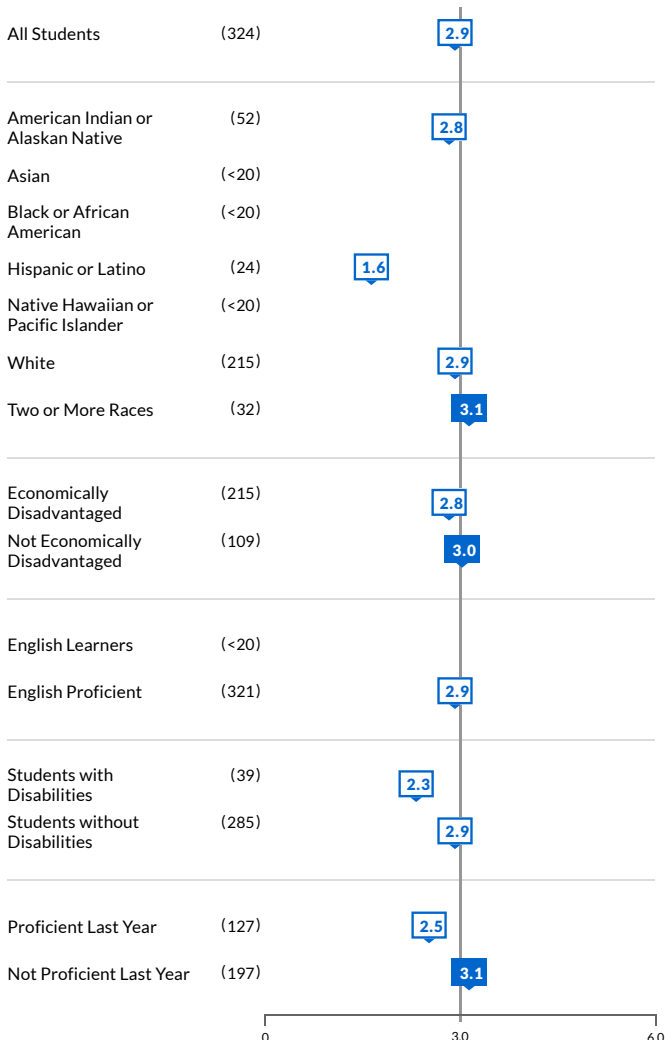 All Students (324) 2.9
American Indian or (52) 2.8
Alaskan Native
Asian (<20)
Black or African (<20)
American
Hispanic or Latino (24) 1.6
Native Hawaiian or (<20)
Pacific Islander
White (215) 2.9
Two or More Races (32) 3.1
Economically (215) 2.8
Disadvantaged
Not Economically (109) 3.0
Disadvantaged
English Learners (<20)
English Proficient (321) 2.9
Students with (39) 2.3
Disabilities
Students without (285) 2.9
Disabilities
Proficient Last Year (127) 2.5
Not Proficient Last Year (197) 3.1
0 3.0 6.0